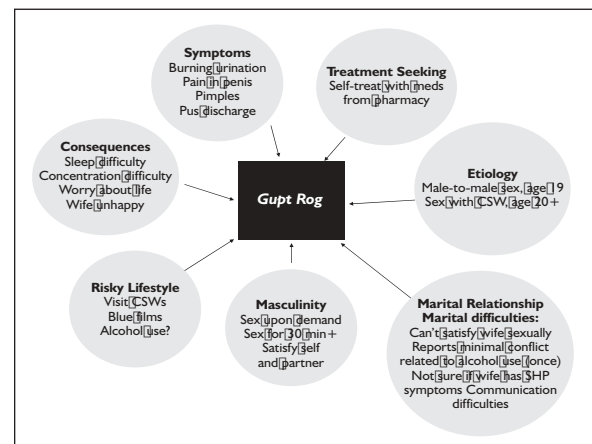 Symptoms
Burning urination
Pain in penis
Pimples
Pus discharge
Treatment Seeking
Self-treat with meds
from pharmacy
Consequences
Sleep difficulty
Concentration difficulty
Worry about life
Wife unhappy
Gupt Rog
Etiology
Male-to-male sex, age 19
Sex with CSW, age 20+
Risky Lifestyle
Visit CSWs
Blue films
Alcohol use?
Masculinity
Sex upon demand
Sex for 30 min+
Satisfy self
and partner
Marital Relationship
Marital difficulties:
Can't satisfy wife sexually
Reports minimal conflict
related to alcohol use (once)
Not sure if wife has SHP
symptoms Communication
difficulties